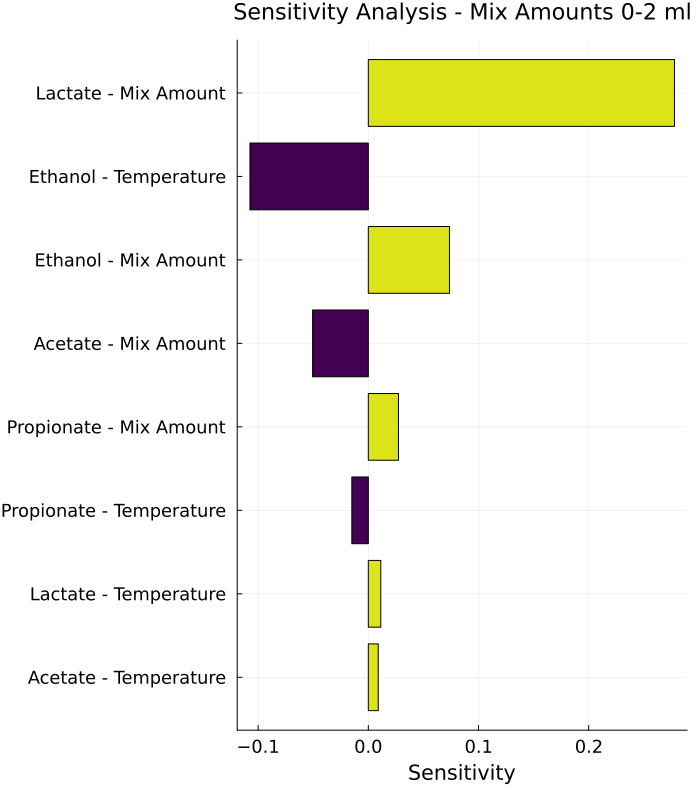 Sensitivity Analysis - Mix Amounts 0-2 ml
Lactate - Mix Amount
Ethanol - Temperature
Ethanol - Mix Amount
Acetate - Mix Amount
Propionate - Mix Amount
Propionate - Temperature
Lactate - Temperature
Acetate - Temperature
−0.1 0.0 0.1 0.2
Sensitivity